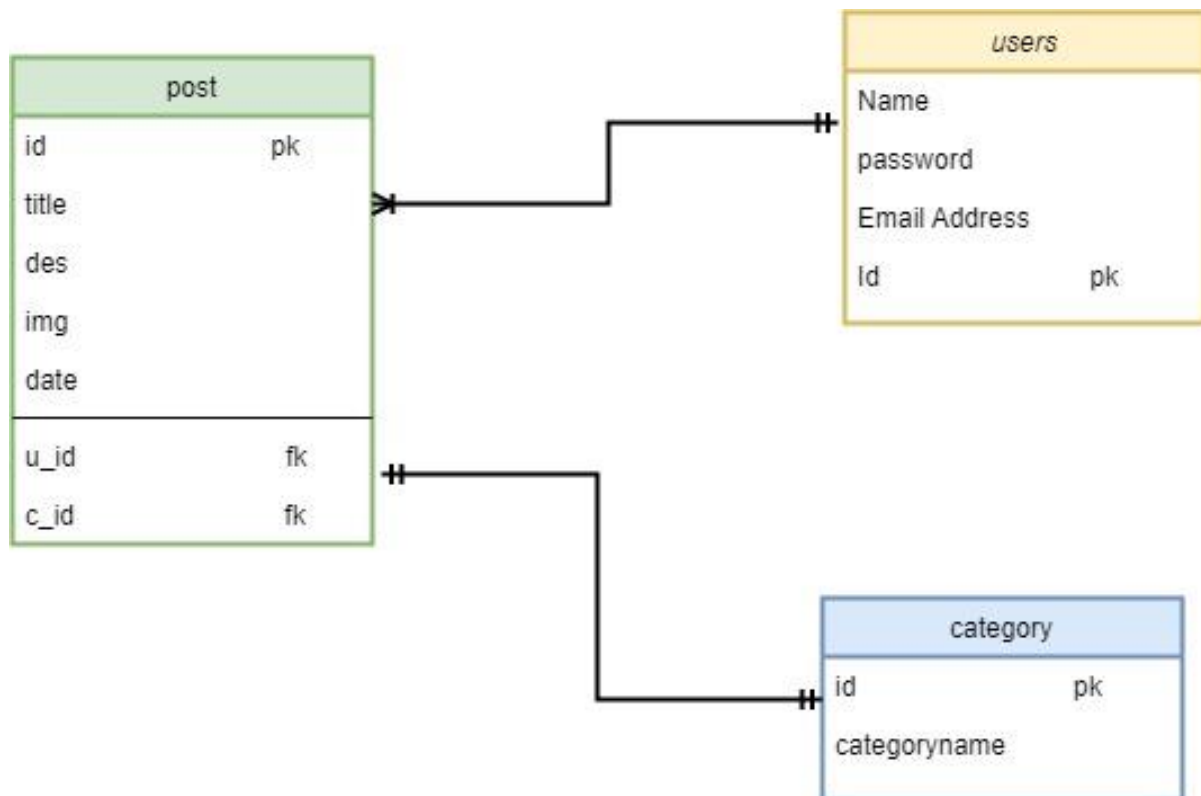 post
id pk
title
des
img
date
u_id fk
c_id fk
users
Name
password
Email Address
Id pk
category
id pk
categoryname